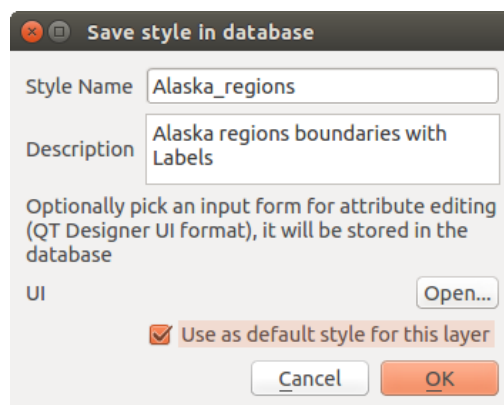 Save style in database
Style Name Alaska_regions
Description Alaska regions boundaries with
Labels
Optionally pick an input form for attribute editing
(QT Designer UI format), it will be stored in the
database
UI Open...
Use as default style for this layer
Cancel OK